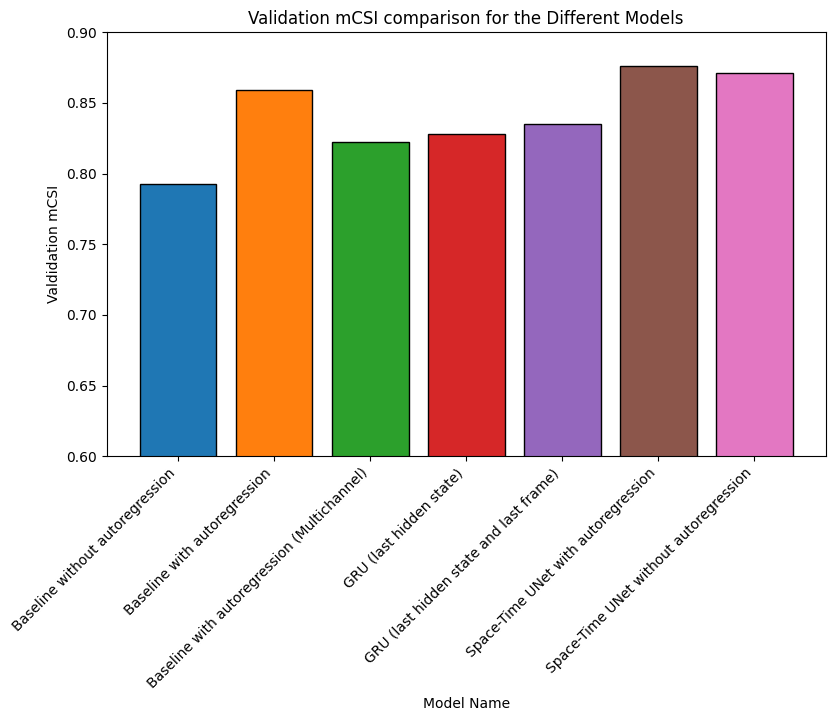 Validation mCSI comparison for the Different Models
Valdidation mCSI
0.90
0.85
0.80
0.75
0.70
0.65
0.60
Baseline without autoregression
Baseline with autoregression
Baseline with autoregression (Multichannel)
GRU (last hidden state)
GRU (last hidden state and last frame)
Space-Time UNet with autoregression
Space-Time UNet without autoregression
Model Name